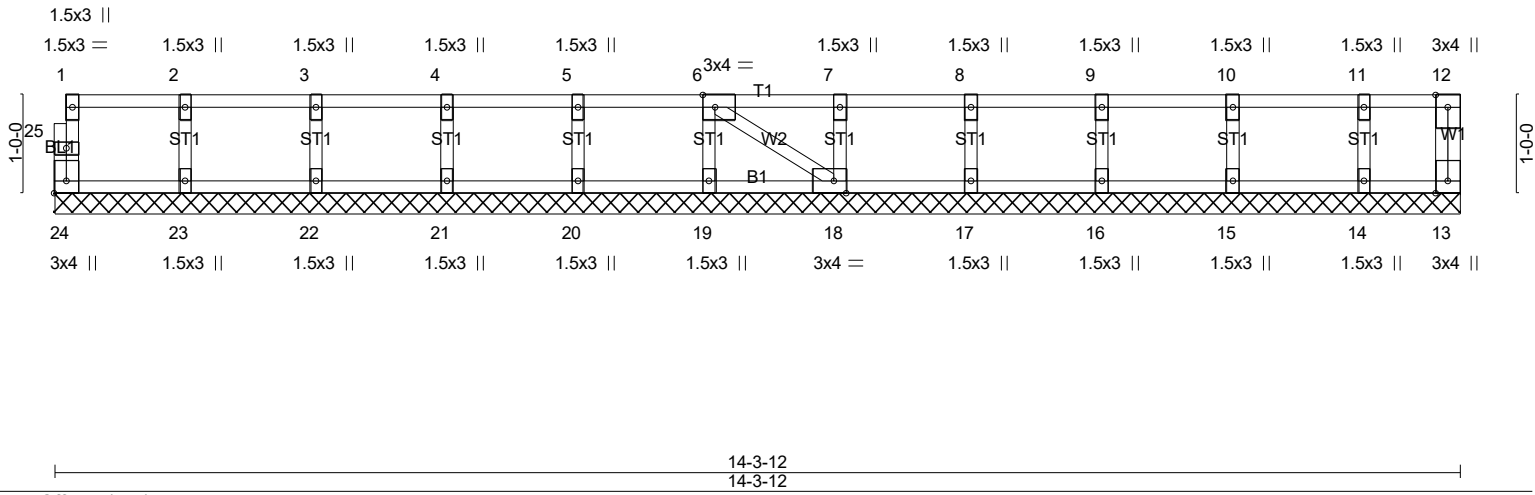 1.5x3 ||
1.5x3 = 1.5x3 || 1.5x3 || 1.5x3 || 1.5x3 || 1.5x3 || 1.5x3 || 1.5x3 || 1.5x3 || 1.5x3 || 3x4 ||
3x4 =
1 2 3 4 5 6 7 8 9 10 11 12
T1
25 ST1 ST1 ST1 ST1 ST1 W2 ST1 ST1 ST1 ST1 ST1 W1
BL1
1-0-0 1-0-0
B1
24 23 22 21 20 19 18 17 16 15 14 13
3x4 || 1.5x3 || 1.5x3 || 1.5x3 || 1.5x3 || 1.5x3 || 3x4 = 1.5x3 || 1.5x3 || 1.5x3 || 1.5x3 || 3x4 ||
14-3-12
14-3-12